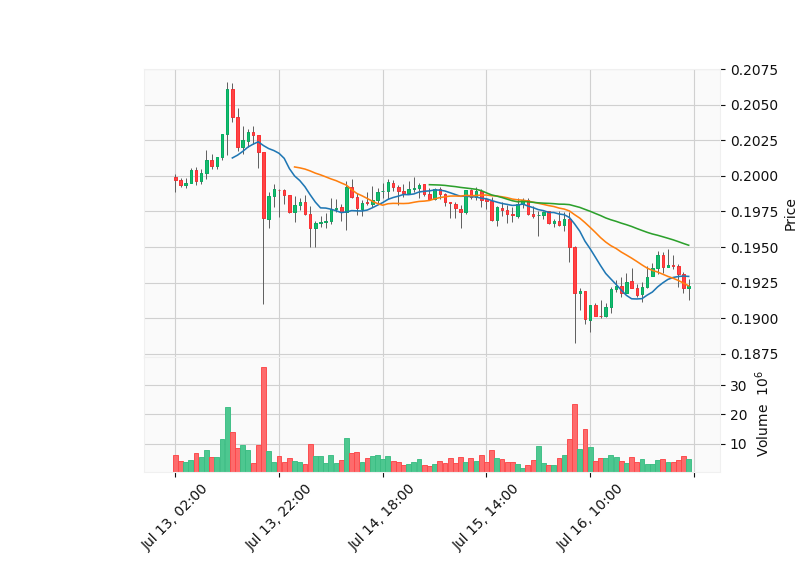 0.2075
0.2050
0.2025
0.2000
0.1975
0.1950
0.1925
0.1900
0.1875
Price
30
20
10
Volume 10^6
Jul 13, 02:00
Jul 13, 22:00
Jul 14, 18:00
Jul 15, 14:00
Jul 16, 10:00